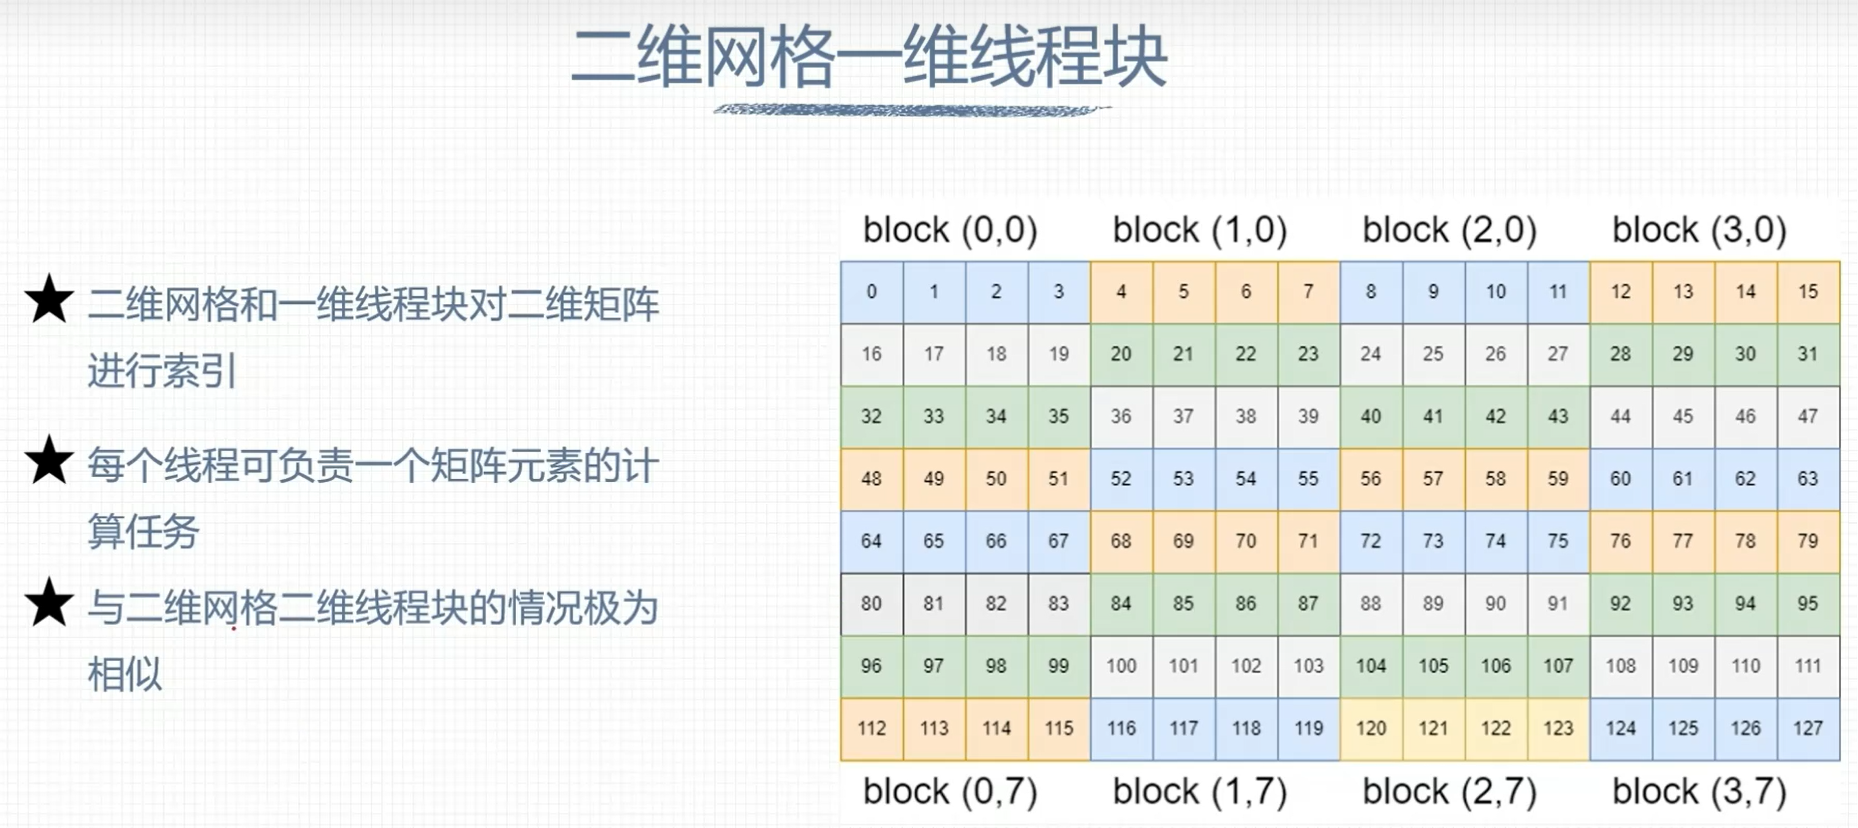 二维网格一维线程块
★ 二维网格和一维线程块对二维矩阵
进行索引
★ 每个线程可负责一个矩阵元素的计
算任务
★ 与二维网格二维线程块的情况极为
相似
block (0,0) block (1,0) block (2,0) block (3,0)
0 1 2 3 4 5 6 7 8 9 10 11 12 13 14 15
16 17 18 19 20 21 22 23 24 25 26 27 28 29 30 31
32 33 34 35 36 37 38 39 40 41 42 43 44 45 46 47
48 49 50 51 52 53 54 55 56 57 58 59 60 61 62 63
64 65 66 67 68 69 70 71 72 73 74 75 76 77 78 79
80 81 82 83 84 85 86 87 88 89 90 91 92 93 94 95
96 97 98 99 100 101 102 103 104 105 106 107 108 109 110 111
112 113 114 115 116 117 118 119 120 121 122 123 124 125 126 127
block (0,7) block (1,7) block (2,7) block (3,7)